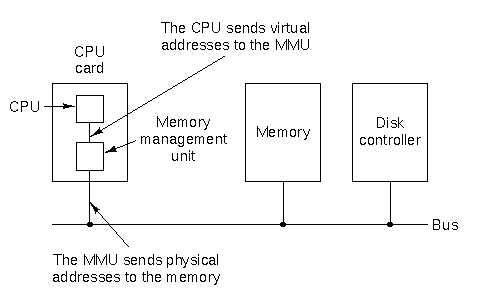 The CPU sends virtual
addresses to the MMU
CPU
card
CPU
Memory
management
unit
Memory
Disk
controller
Bus
The MMU sends physical
addresses to the memory